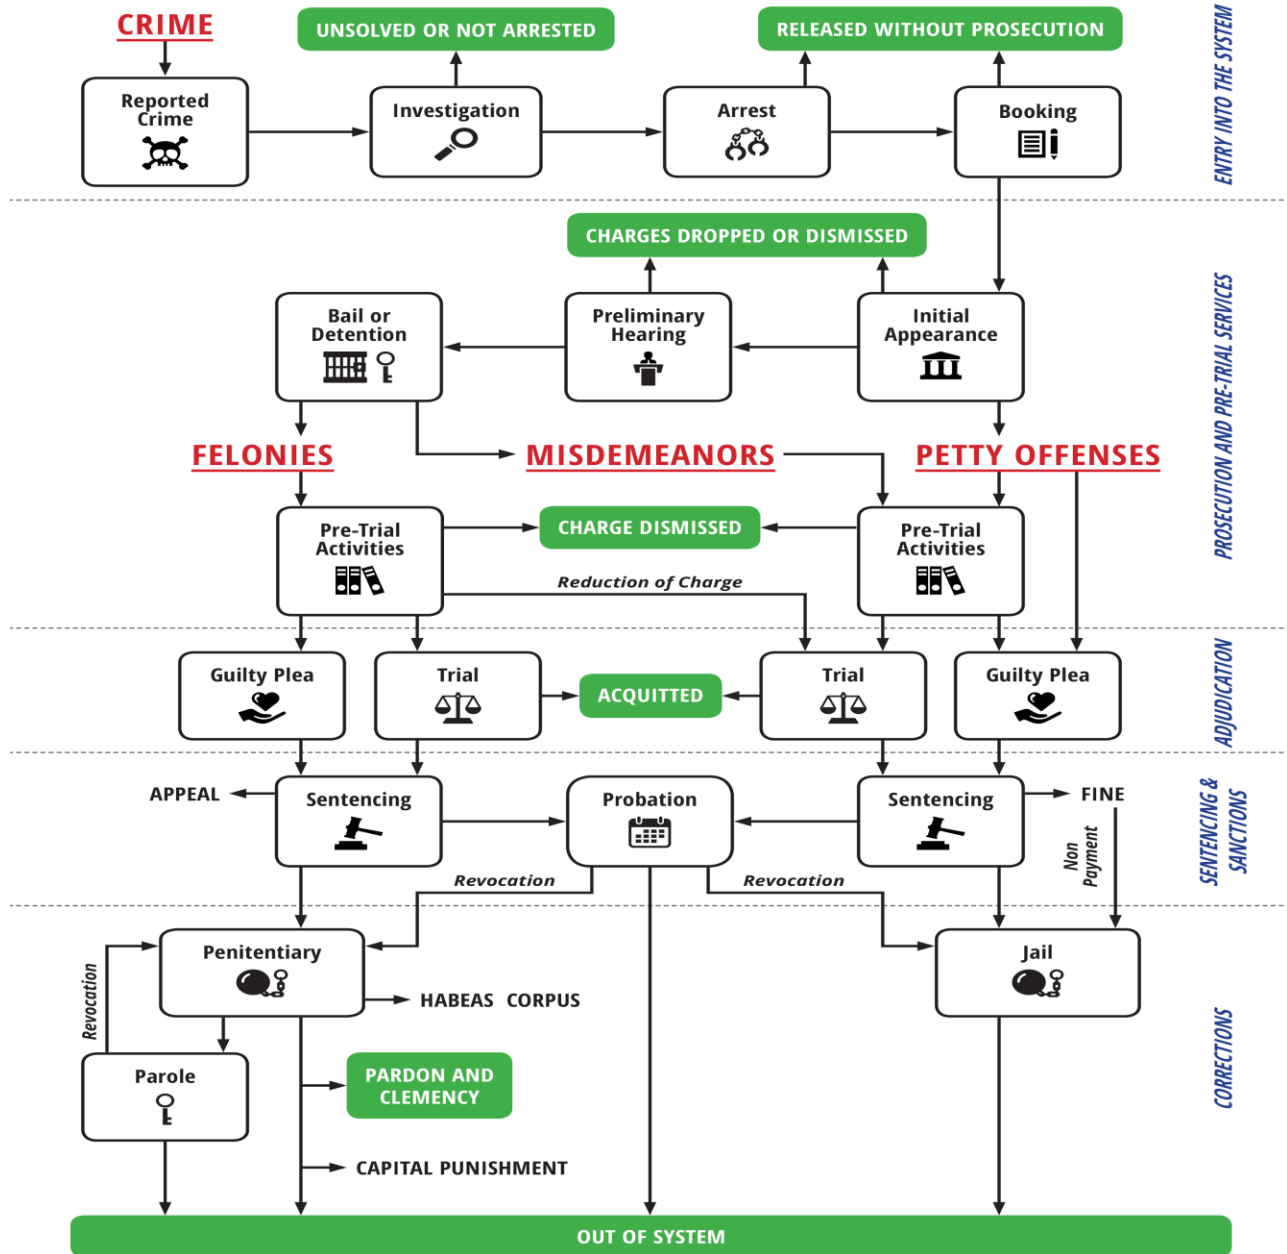 CRIME
UNSOLVED OR NOT ARRESTED
RELEASED WITHOUT PROSECUTION
Reported
Crime
Investigation
Arrest
Booking
ENTRY INTO THE SYSTEM
CHARGES DROPPED OR DISMISSED
Bail or
Detention
Preliminary
Hearing
Initial
Appearance
FELONIES
MISDEMEANORS
PETTY OFFENSES
Pre-Trial
Activities
CHARGE DISMISSED
Pre-Trial
Activities
Reduction of Charge
PROSECUTION AND PRE-TRIAL SERVICES
Guilty Plea
Trial
ACQUITTED
Trial
Guilty Plea
ADJUDICATION
APPEAL
Sentencing
Probation
Sentencing
FINE
Non
Payment
Revocation
Revocation
SENTENCING &
SANCTIONS
Penitentiary
Jail
Revocation
HABEAS CORPUS
Parole
PARDON AND
CLEMENCY
CAPITAL PUNISHMENT
CORRECTIONS
OUT OF SYSTEM